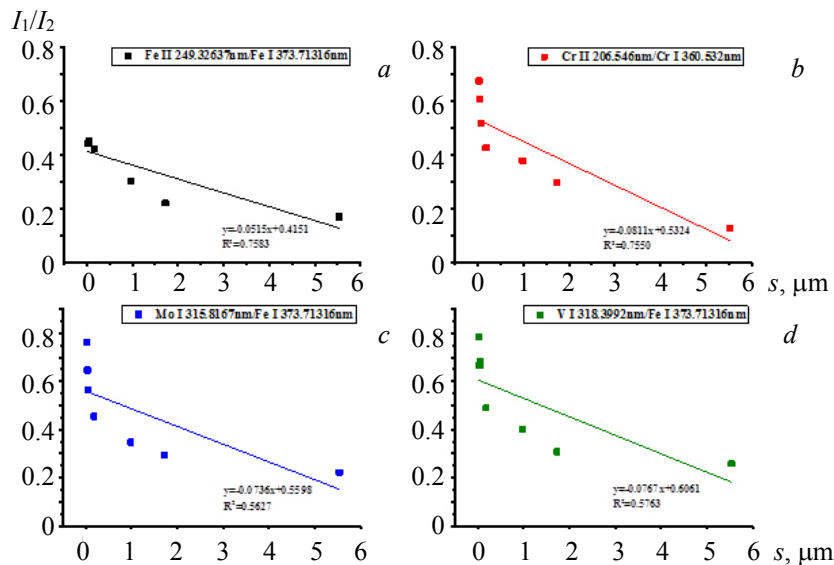 I₁/I₂
Fe II 249.32637nm/Fe I 373.71316nm
a
0.8
0.6
0.4
0.2
0
y=-0.0515x+0.4151
R²=0.7583
0 1 2 3 4 5 6
Cr II 206.546nm/Cr I 360.532nm
b
0.8
0.6
0.4
0.2
0
y=-0.0811x+0.5324
R²=0.7550
0 1 2 3 4 5 6 s, μm
Mo I 315.8167nm/Fe I 373.71316nm
c
0.8
0.6
0.4
0.2
0
y=-0.0736x+0.5598
R²=0.5627
0 1 2 3 4 5 6
V I 318.3992nm/Fe I 373.71316nm
d
0.8
0.6
0.4
0.2
0
y=-0.0767x+0.6061
R²=0.5763
0 1 2 3 4 5 6 s, μm